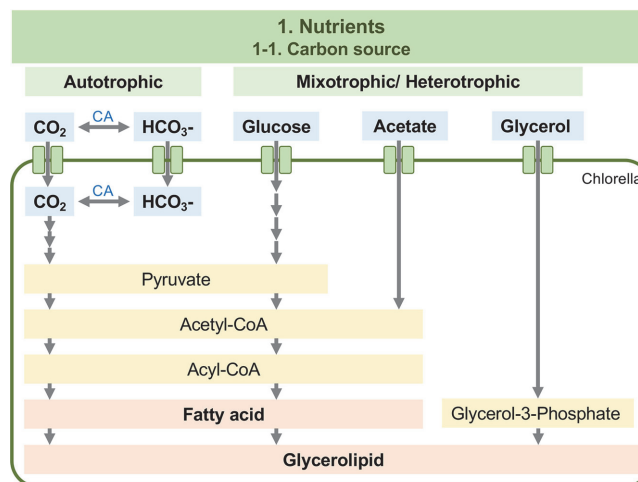 1. Nutrients
1-1. Carbon source
Autotrophic
Mixotrophic/ Heterotrophic
CO₂
CA
HCO₃-
Glucose
Acetate
Glycerol
Chlorella
CO₂
CA
HCO₃-
Pyruvate
Acetyl-CoA
Acyl-CoA
Fatty acid
Glycerol-3-Phosphate
Glycerolipid